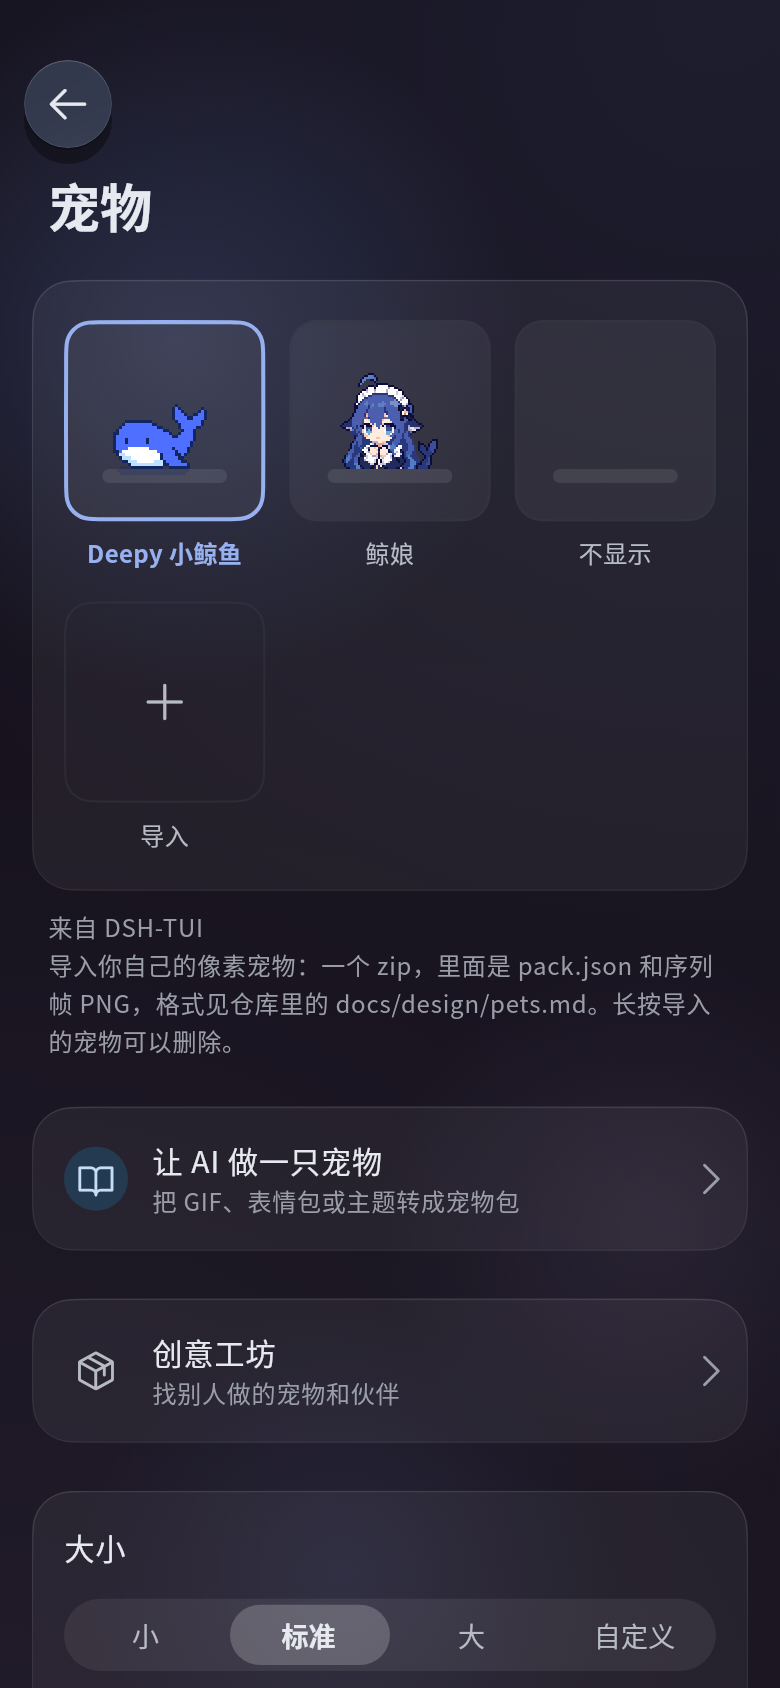 宠物
Deepy 小鲸鱼
鲸娘
不显示
导入
来自 DSH-TUI
导入你自己的像素宠物：一个 zip，里面是 pack.json 和序列
帧 PNG，格式见仓库里的 docs/design/pets.md。长按导入
的宠物可以删除。
让 AI 做一只宠物
把 GIF、表情包或主题转成宠物包
创意工坊
找别人做的宠物和伙伴
大小
小
标准
大
自定义